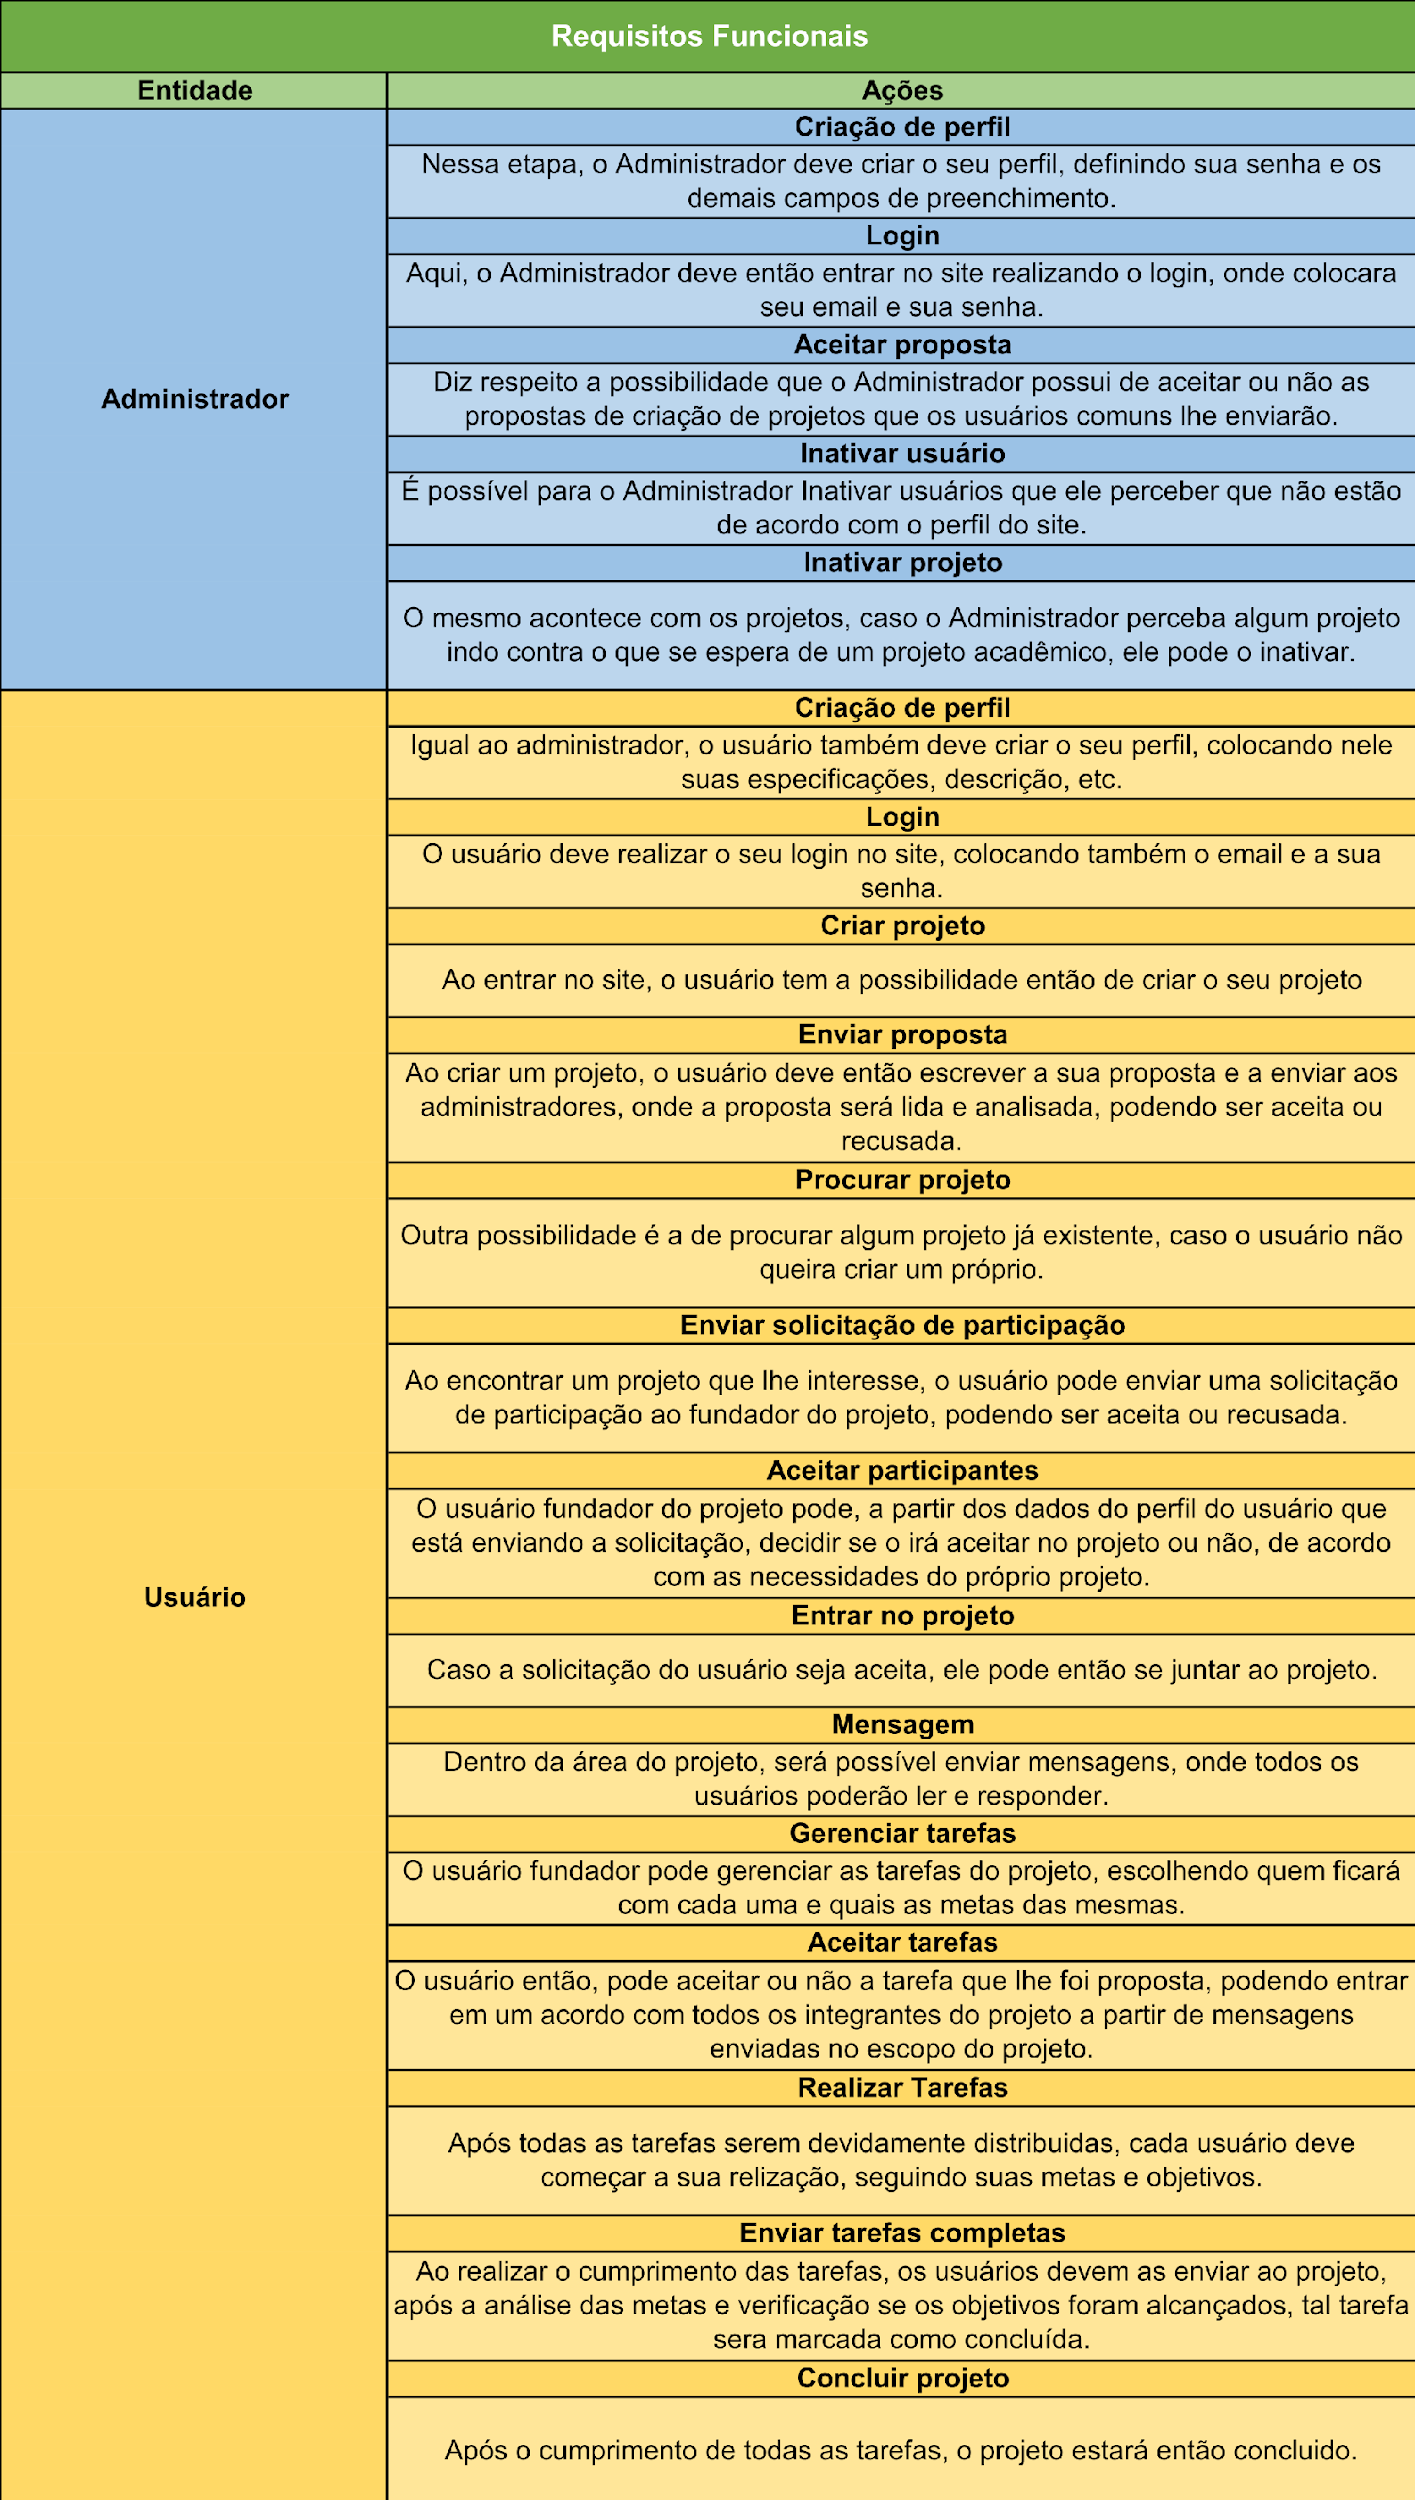 Requisitos Funcionais
Entidade
Ações
Administrador
Criação de perfil
Nessa etapa, o Administrador deve criar o seu perfil, definindo sua senha e os
demais campos de preenchimento.
Login
Aqui, o Administrador deve então entrar no site realizando o login, onde colocara
seu email e sua senha.
Aceitar proposta
Diz respeito a possibilidade que o Administrador possui de aceitar ou não as
propostas de criação de projetos que os usuários comuns lhe enviarão.
Inativar usuário
É possível para o Administrador Inativar usuários que ele perceber que não estão
de acordo com o perfil do site.
Inativar projeto
O mesmo acontece com os projetos, caso o Administrador perceba algum projeto
indo contra o que se espera de um projeto acadêmico, ele pode o inativar.
Usuário
Criação de perfil
Igual ao administrador, o usuário também deve criar o seu perfil, colocando nele
suas especificações, descrição, etc.
Login
O usuário deve realizar o seu login no site, colocando também o email e a sua
senha.
Criar projeto
Ao entrar no site, o usuário tem a possibilidade então de criar o seu projeto
Enviar proposta
Ao criar um projeto, o usuário deve então escrever a sua proposta e a enviar aos
administradores, onde a proposta será lida e analisada, podendo ser aceita ou
recusada.
Procurar projeto
Outra possibilidade é a de procurar algum projeto já existente, caso o usuário não
queira criar um próprio.
Enviar solicitação de participação
Ao encontrar um projeto que lhe interesse, o usuário pode enviar uma solicitação
de participação ao fundador do projeto, podendo ser aceita ou recusada.
Aceitar participantes
O usuário fundador do projeto pode, a partir dos dados do perfil do usuário que
está enviando a solicitação, decidir se o irá aceitar no projeto ou não, de acordo
com as necessidades do próprio projeto.
Entrar no projeto
Caso a solicitação do usuário seja aceita, ele pode então se juntar ao projeto.
Mensagem
Dentro da área do projeto, será possível enviar mensagens, onde todos os
usuários poderão ler e responder.
Gerenciar tarefas
O usuário fundador pode gerenciar as tarefas do projeto, escolhendo quem ficará
com cada uma e quais as metas das mesmas.
Aceitar tarefas
O usuário então, pode aceitar ou não a tarefa que lhe foi proposta, podendo entrar
em um acordo com todos os integrantes do projeto a partir de mensagens
enviadas no escopo do projeto.
Realizar Tarefas
Após todas as tarefas serem devidamente distribuidas, cada usuário deve
começar a sua relização, seguindo suas metas e objetivos.
Enviar tarefas completas
Ao realizar o cumprimento das tarefas, os usuários devem as enviar ao projeto,
após a análise das metas e verificação se os objetivos foram alcançados, tal tarefa
sera marcada como concluída.
Concluir projeto
Após o cumprimento de todas as tarefas, o projeto estará então concluido.